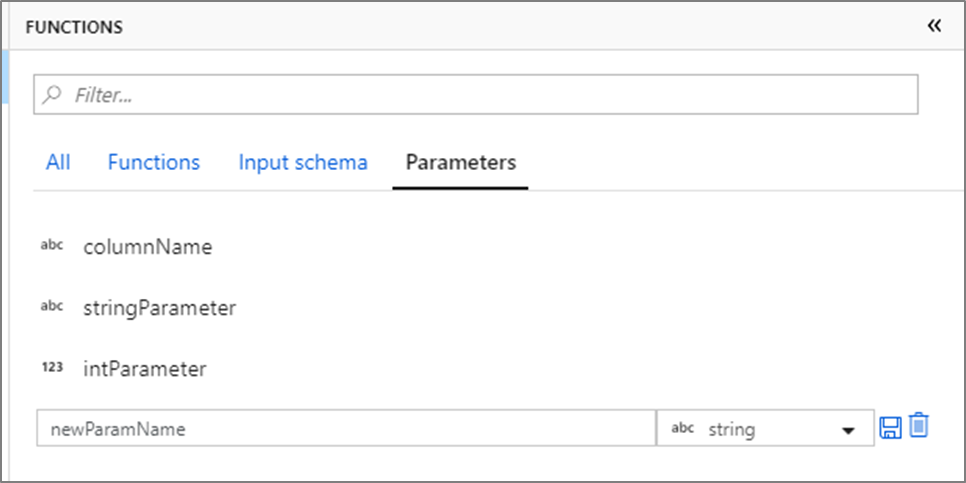 FUNCTIONS «
Filter...
All Functions Input schema Parameters
abc columnName
abc stringParameter
123 intParameter
newParamName abc string